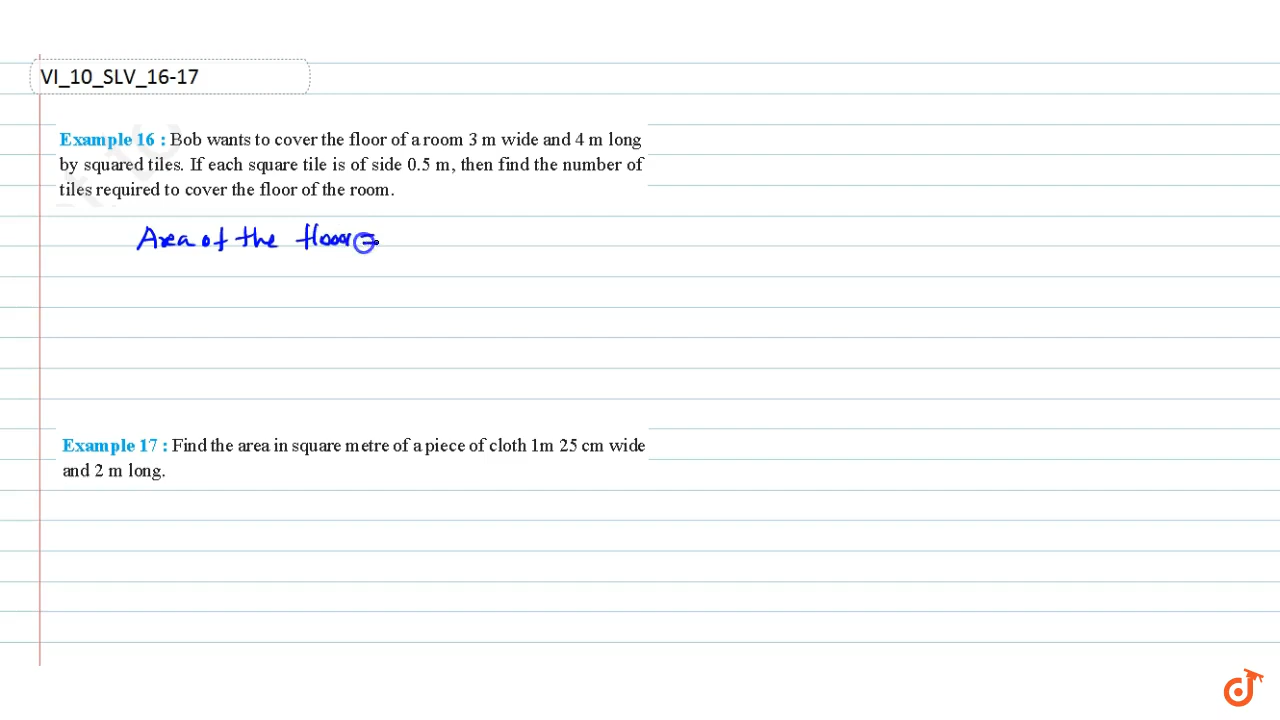 VI_10_SLV_16-17
Example 16 : Bob wants to cover the floor of a room 3 m wide and 4 m long
by squared tiles. If each square tile is of side 0.5 m, then find the number of
tiles required to cover the floor of the room.
Area of the floor =
Example 17 : Find the area in square metre of a piece of cloth 1m 25 cm wide
and 2 m long.